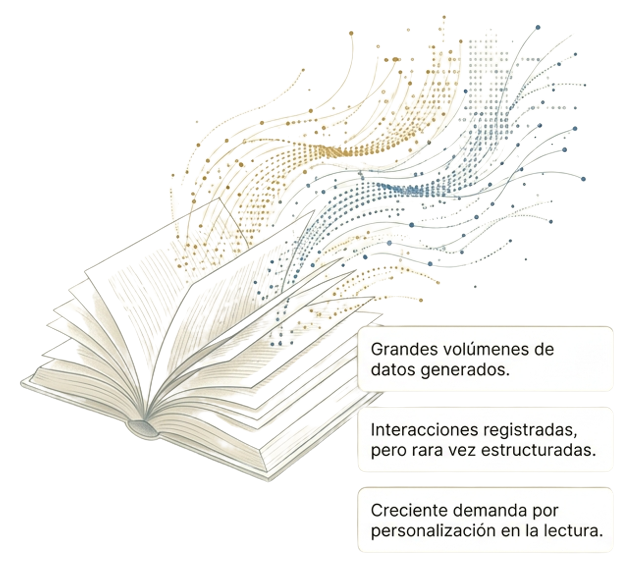 Grandes volúmenes de
datos generados.
Interacciones registradas,
pero rara vez estructuradas.
Creciente demanda por
personalización en la lectura.